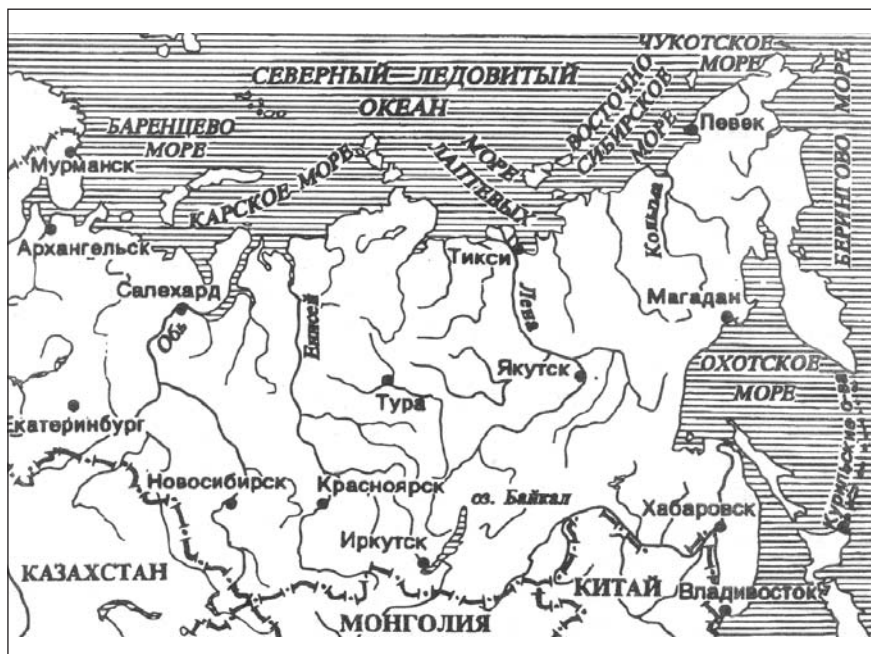 ЧУКОТСКОЕ
МОРЕ
СЕВЕРНЫЙ ЛЕДОВИТЫЙ
ОКЕАН
БАРЕНЦЕВО
МОРЕ
КАРСКОЕ МОРЕ
МОРЕ
ЛАПТЕВЫХ
ВОСТОЧНО
СИБИРСКОЕ
МОРЕ
БЕРИНГОВО МОРЕ
Мурманск
Певек
Архангельск
Тикси
Колыма
Салехард
Обь
Енисей
Лена
Магадан
Тура
Якутск
ОХОТСКОЕ
МОРЕ
Екатеринбург
Новосибирск
Красноярск
оз. Байкал
Хабаровск
Курильские о-ва
Иркутск
КАЗАХСТАН
МОНГОЛИЯ
КИТАЙ
Владивосток